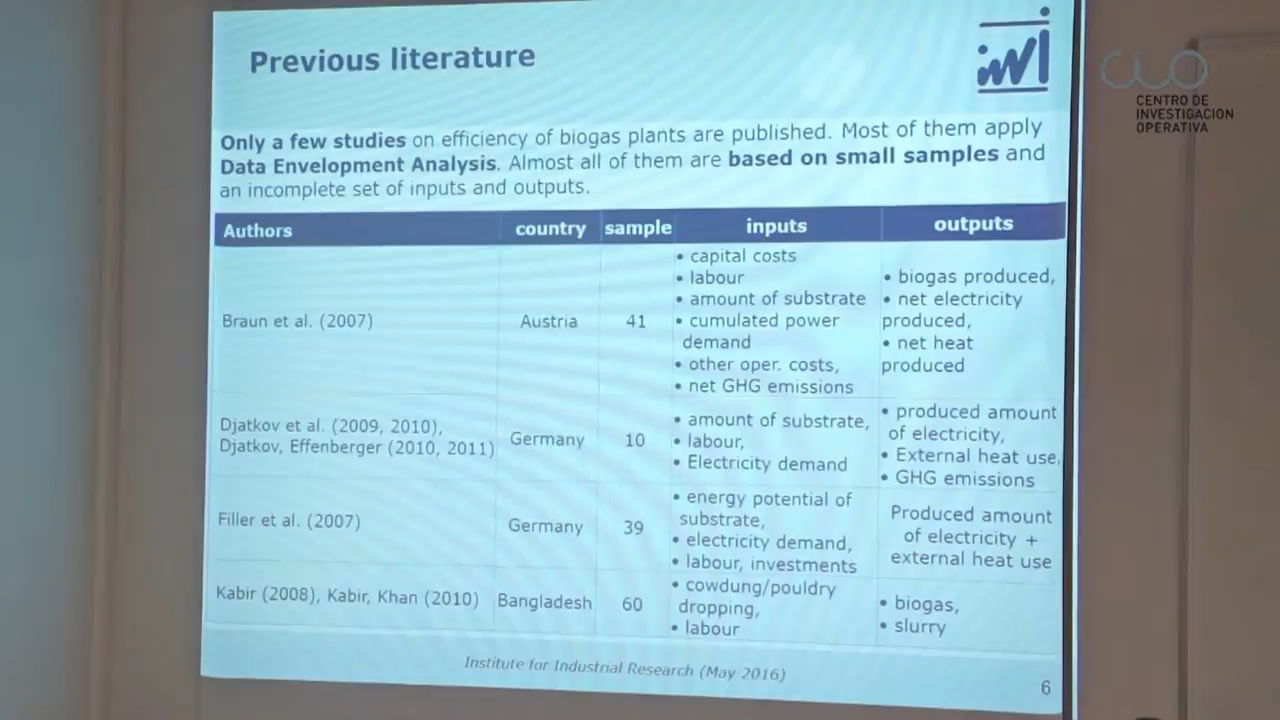 Previous literature
iwi
CIO
CENTRO DE
INVESTIGACION
OPERATIVA
Only a few studies on efficiency of biogas plants are published. Most of them apply
Data Envelopment Analysis. Almost all of them are based on small samples and
an incomplete set of inputs and outputs.
Authors country sample inputs outputs
Braun et al. (2007) Austria 41
• capital costs
• labour
• amount of substrate
• cumulated power
demand
• other oper. costs,
• net GHG emissions
• biogas produced,
• net electricity
produced,
• net heat
produced
Djatkov et al. (2009, 2010),
Djatkov, Effenberger (2010, 2011)
Germany 10
• amount of substrate,
• labour,
• Electricity demand
• produced amount
of electricity,
• External heat use,
• GHG emissions
Filler et al. (2007) Germany 39
• energy potential of
substrate,
• electricity demand,
• labour, investments
Produced amount
of electricity +
external heat use
Kabir (2008), Kabir, Khan (2010) Bangladesh 60
• cowdung/pouldry
dropping,
• labour
• biogas,
• slurry
Institute for Industrial Research (May 2016)
6